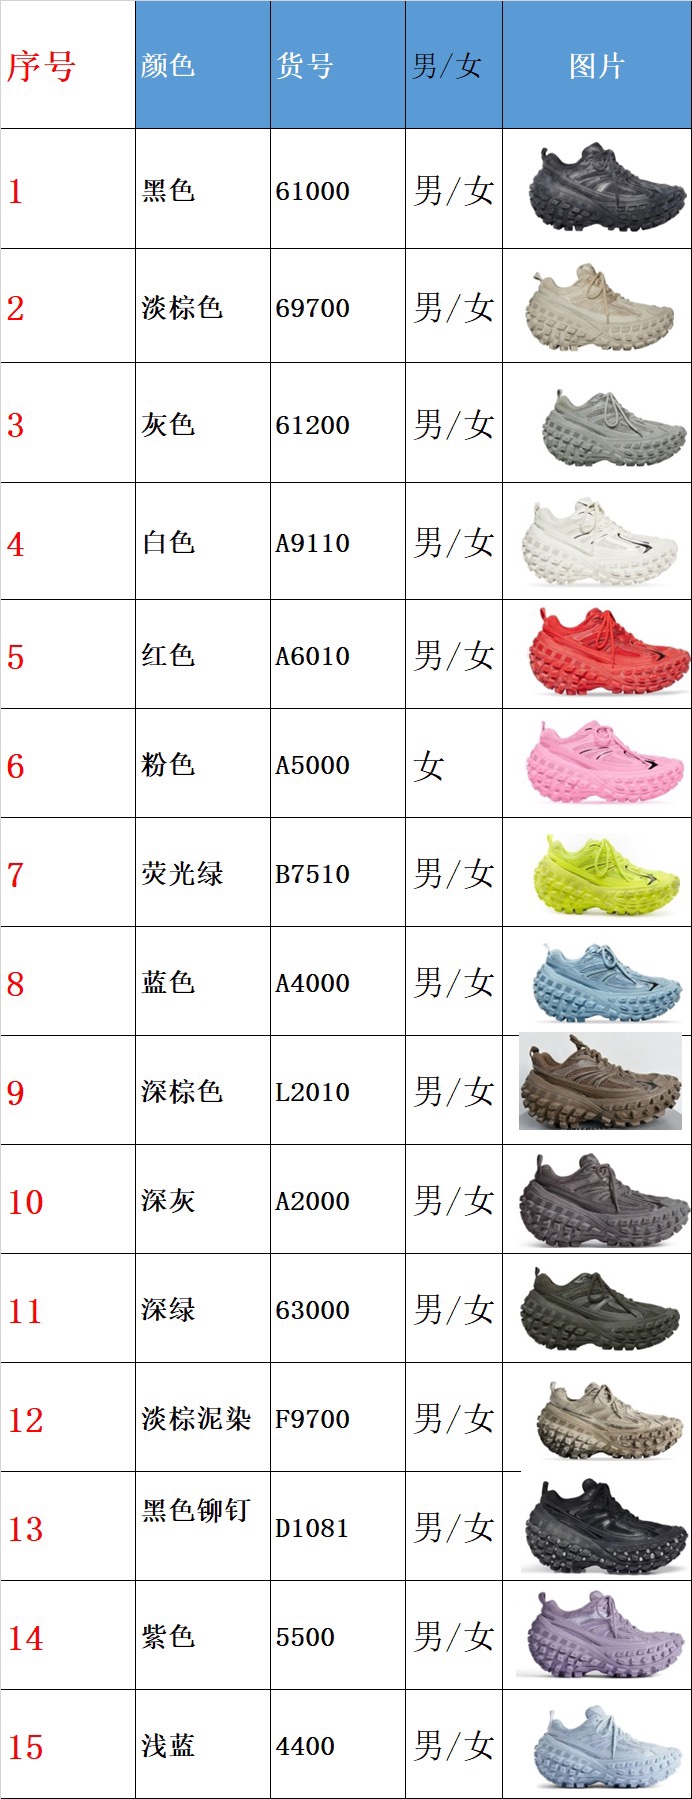 序号 颜色 货号 男/女 图片
1 黑色 61000 男/女
2 淡棕色 69700 男/女
3 灰色 61200 男/女
4 白色 A9110 男/女
5 红色 A6010 男/女
6 粉色 A5000 女
7 荧光绿 B7510 男/女
8 蓝色 A4000 男/女
9 深棕色 L2010 男/女
10 深灰 A2000 男/女
11 深绿 63000 男/女
12 淡棕泥染 F9700 男/女
13 黑色铆钉 D1081 男/女
14 紫色 5500 男/女
15 浅蓝 4400 男/女